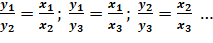 y₁/y₂ = x₁/x₂ ; y₁/y₃ = x₁/x₃ ; y₂/y₃ = x₂/x₃ ...